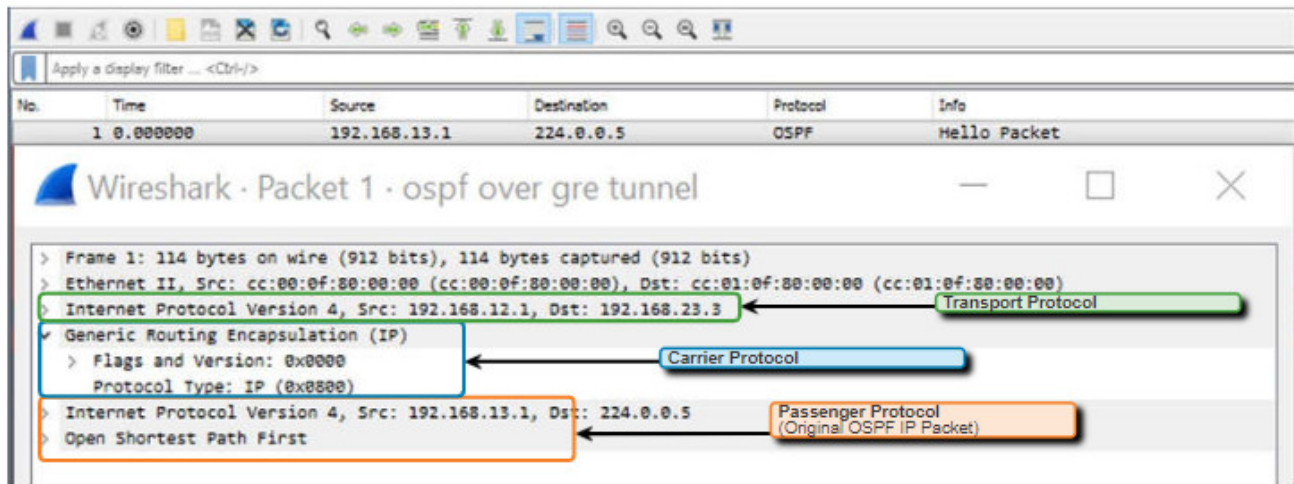 Apply a display filter ... <Ctrl-/>
No. Time Source Destination Protocol Info
1 0.000000 192.168.13.1 224.0.0.5 OSPF Hello Packet
Wireshark · Packet 1 · ospf over gre tunnel
> Frame 1: 114 bytes on wire (912 bits), 114 bytes captured (912 bits)
> Ethernet II, Src: cc:00:0f:80:00:00 (cc:00:0f:80:00:00), Dst: cc:01:0f:80:00:00 (cc:01:0f:80:00:00)
> Internet Protocol Version 4, Src: 192.168.12.1, Dst: 192.168.23.3
Transport Protocol
Generic Routing Encapsulation (IP)
> Flags and Version: 0x0000
Carrier Protocol
Protocol Type: IP (0x0800)
> Internet Protocol Version 4, Src: 192.168.13.1, Dst: 224.0.0.5
Passenger Protocol
(Original OSPF IP Packet)
> Open Shortest Path First